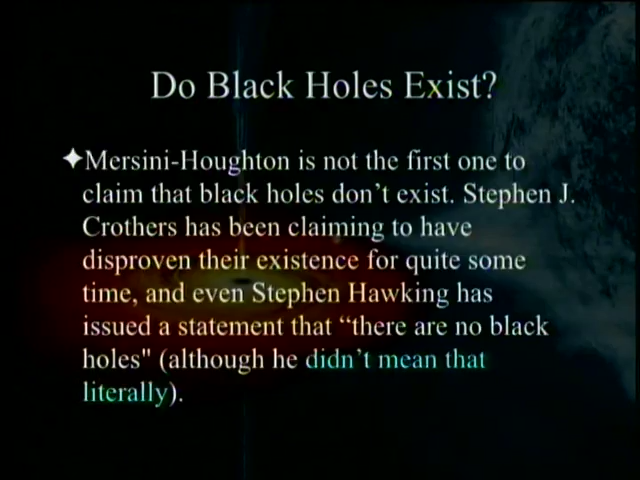 Do Black Holes Exist?
Mersini-Houghton is not the first one to
claim that black holes don’t exist. Stephen J.
Crothers has been claiming to have
disproven their existence for quite some
time, and even Stephen Hawking has
issued a statement that “there are no black
holes" (although he didn’t mean that
literally).